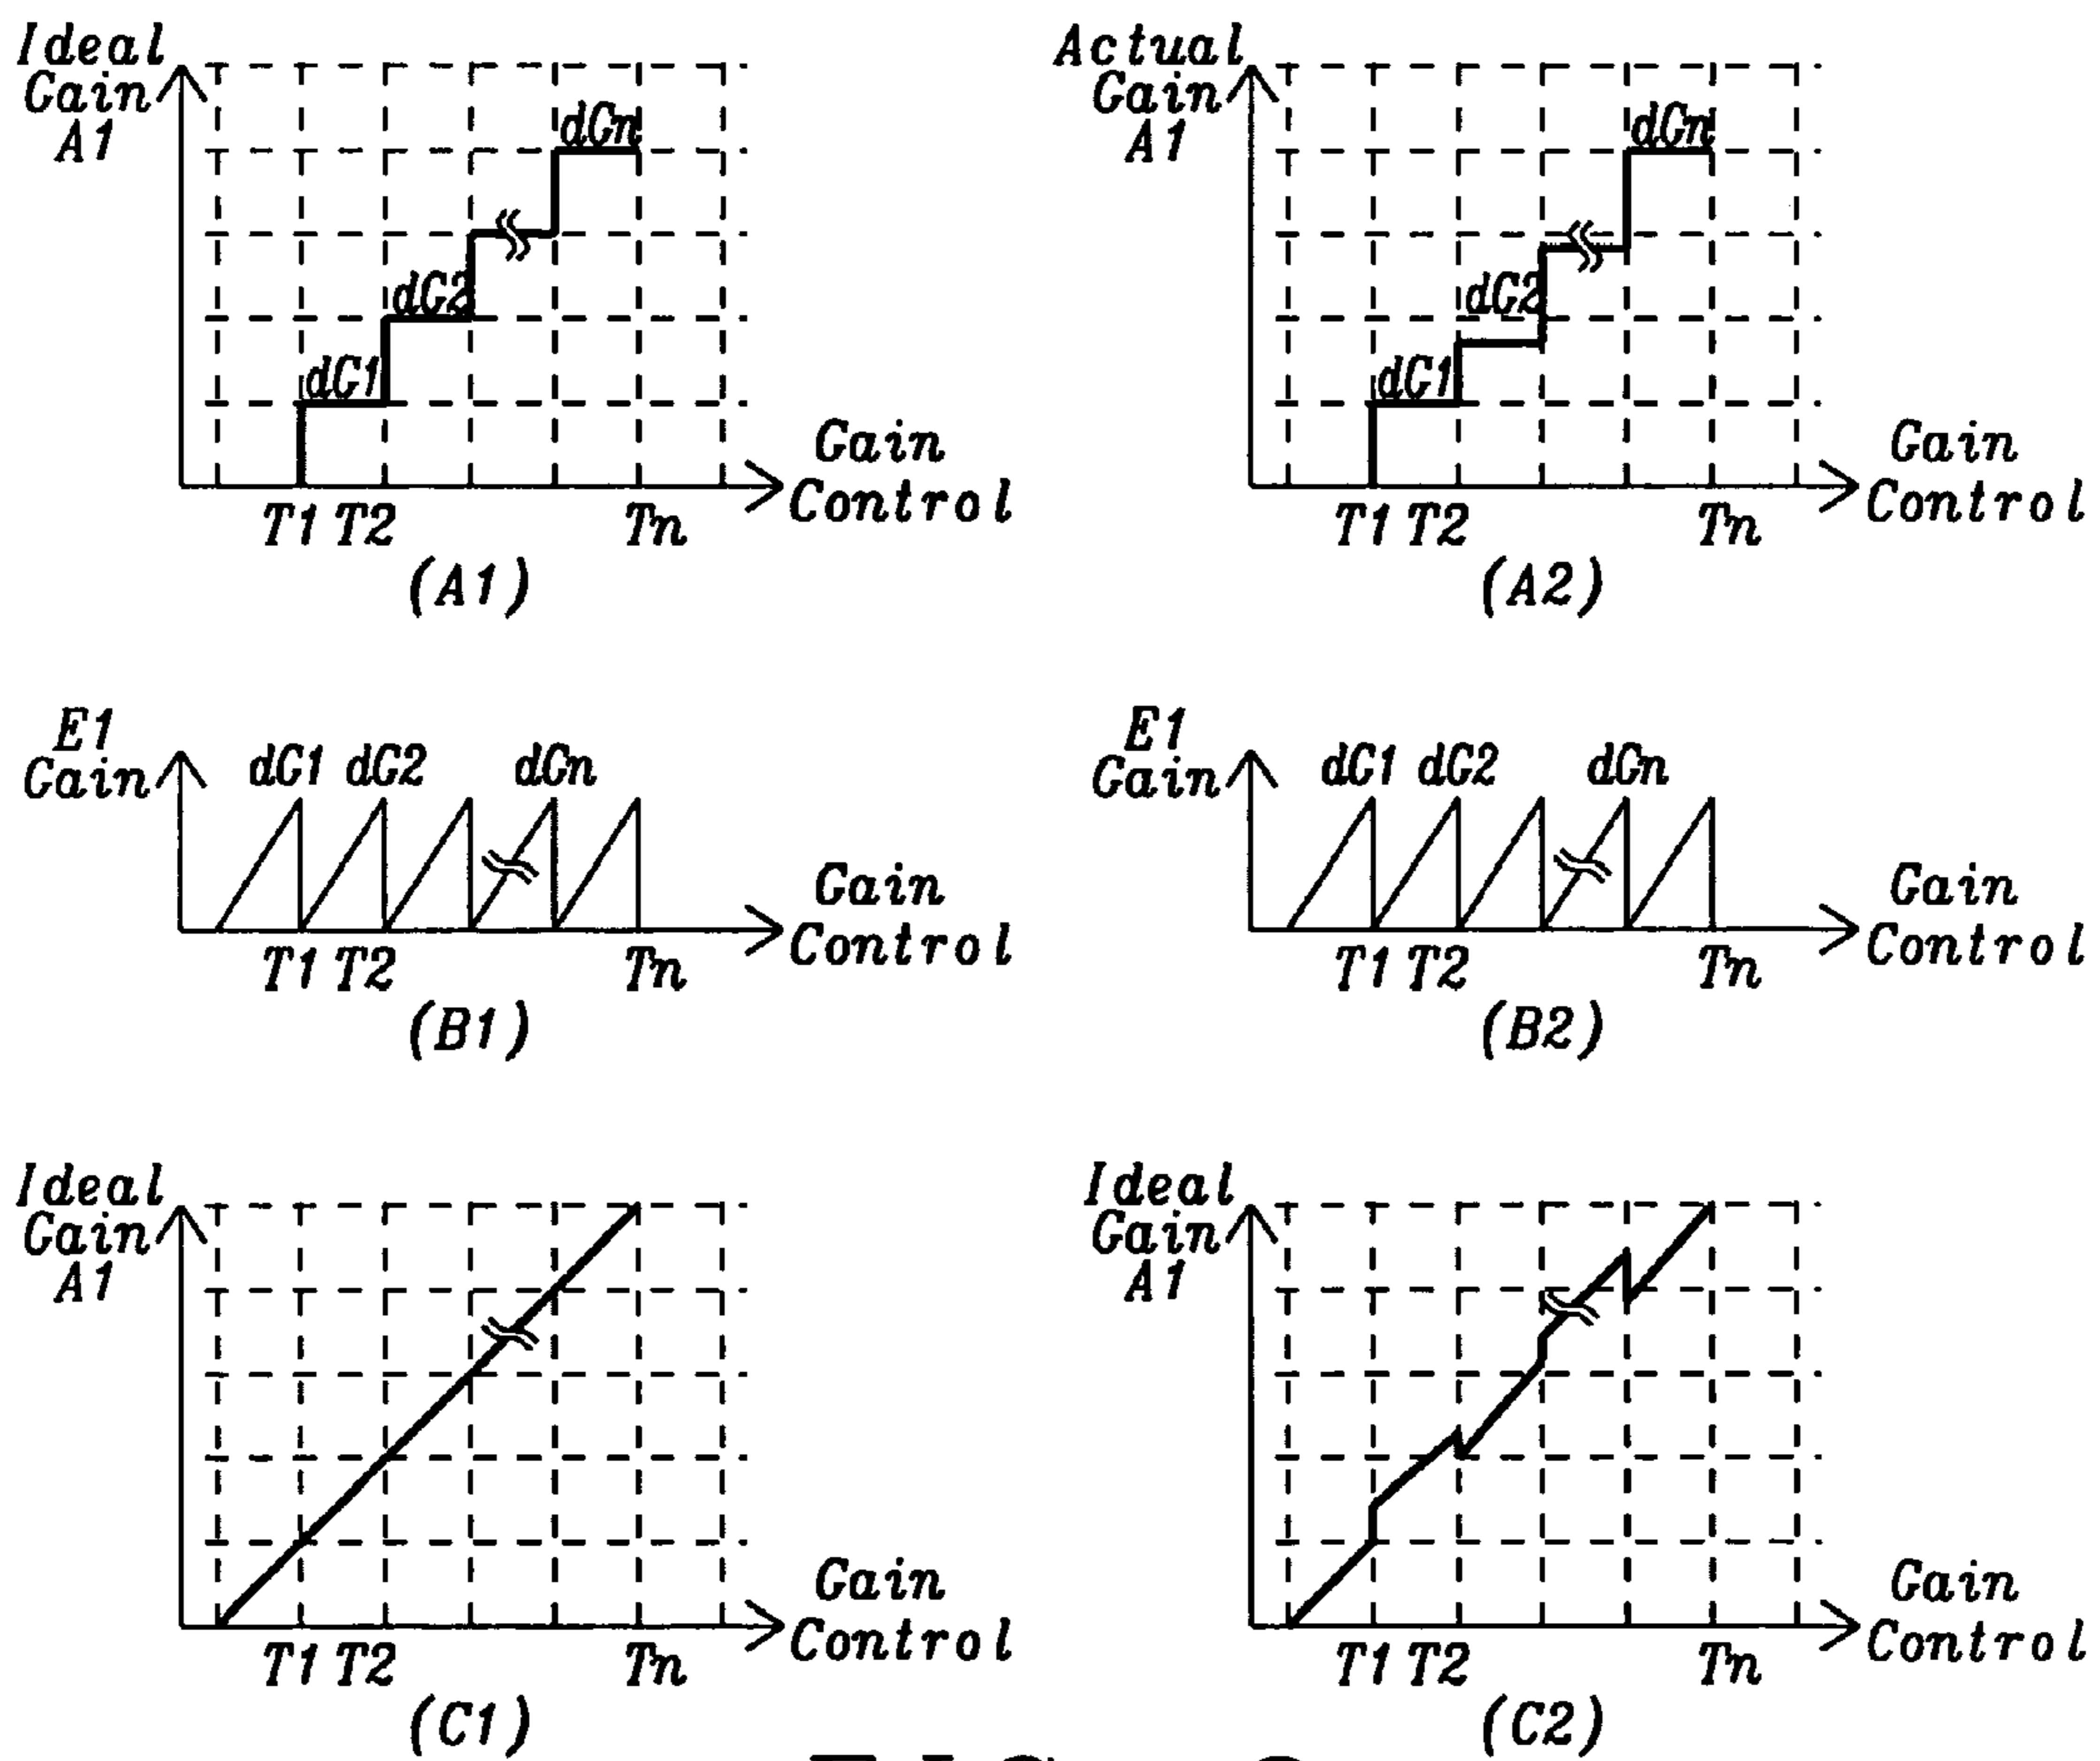 Ideal
Gain
A1
dG1
dG2
dGn
Gain
Control
T1 T2 Tn
(A1)
Actual
Gain
A1
dG1
dG2
dGn
Gain
Control
T1 T2 Tn
(A2)
E1
Gain
dG1 dG2 dGn
Gain
Control
T1 T2 Tn
(B1)
E1
Gain
dG1 dG2 dGn
Gain
Control
T1 T2 Tn
(B2)
Ideal
Gain
A1
Gain
Control
T1 T2 Tn
(C1)
Ideal
Gain
A1
Gain
Control
T1 T2 Tn
(C2)